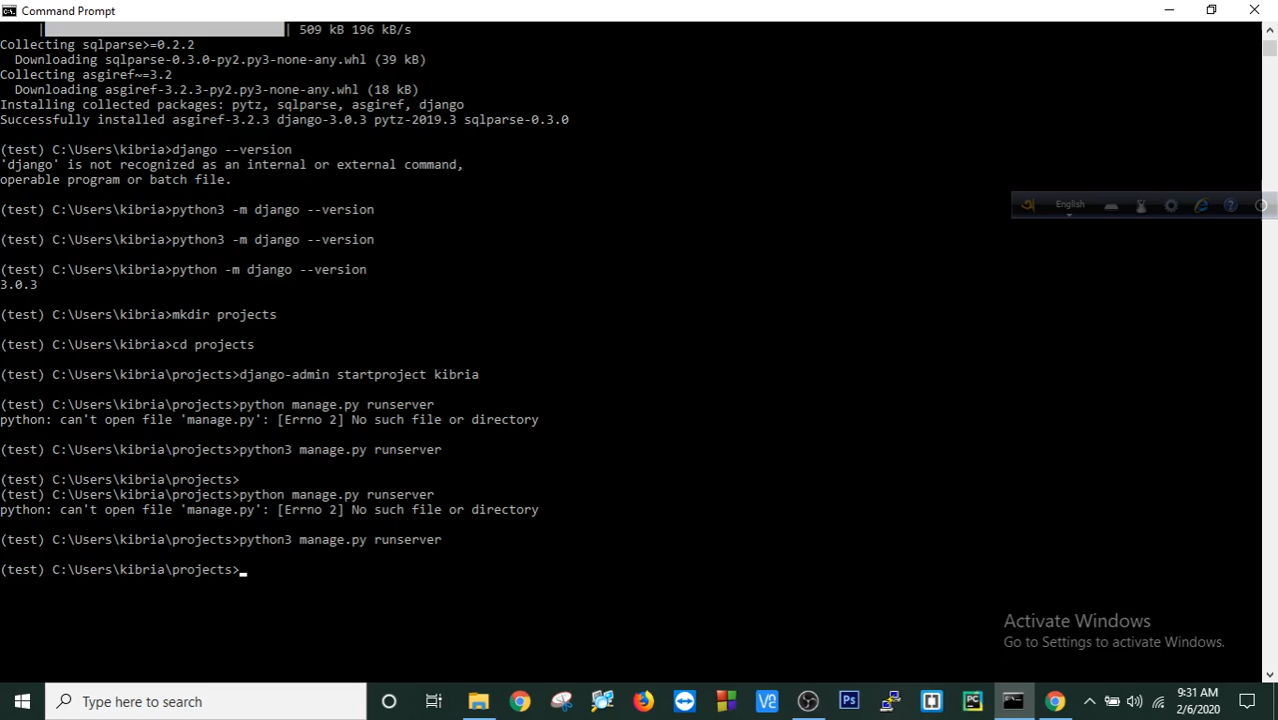 Command Prompt
| | 509 kB 196 kB/s
Collecting sqlparse>=0.2.2
Downloading sqlparse-0.3.0-py2.py3-none-any.whl (39 kB)
Collecting asgiref~=3.2
Downloading asgiref-3.2.3-py2.py3-none-any.whl (18 kB)
Installing collected packages: pytz, sqlparse, asgiref, django
Successfully installed asgiref-3.2.3 django-3.0.3 pytz-2019.3 sqlparse-0.3.0
(test) C:\Users\kibria>django --version
'django' is not recognized as an internal or external command,
operable program or batch file.
(test) C:\Users\kibria>python3 -m django --version
(test) C:\Users\kibria>python3 -m django --version
(test) C:\Users\kibria>python -m django --version
3.0.3
(test) C:\Users\kibria>mkdir projects
(test) C:\Users\kibria>cd projects
(test) C:\Users\kibria\projects>django-admin startproject kibria
(test) C:\Users\kibria\projects>python manage.py runserver
python: can't open file 'manage.py': [Errno 2] No such file or directory
(test) C:\Users\kibria\projects>python3 manage.py runserver
(test) C:\Users\kibria\projects>
(test) C:\Users\kibria\projects>python manage.py runserver
python: can't open file 'manage.py': [Errno 2] No such file or directory
(test) C:\Users\kibria\projects>python3 manage.py runserver
(test) C:\Users\kibria\projects>
English
Activate Windows
Go to Settings to activate Windows.
Type here to search
Ps
PC
9:31 AM
2/6/2020